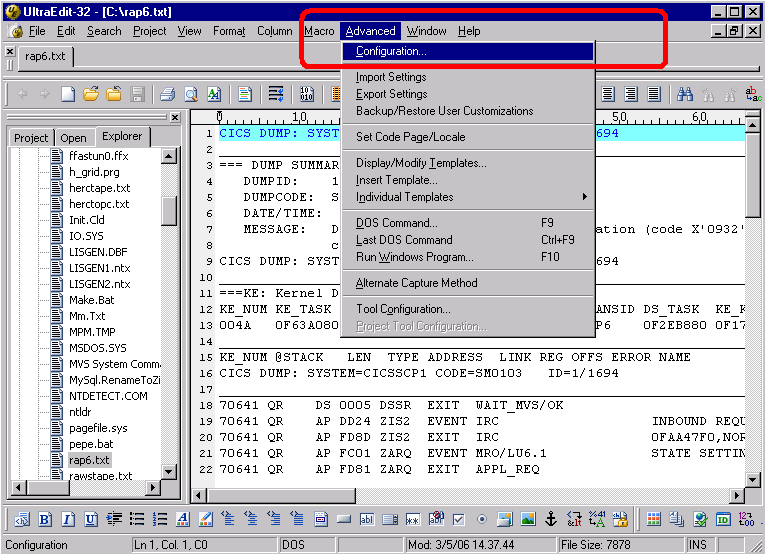 UltraEdit-32 - [C:\rap6.txt]
File Edit Search Project View Format Column Macro Advanced Window Help
rap6.txt
Configuration...
Import Settings
Export Settings
Backup/Restore User Customizations
Set Code Page/Locale
Display/Modify Templates...
Insert Template...
Individual Templates
DOS Command... F9
Last DOS Command Ctrl+F9
Run Windows Program... F10
Alternate Capture Method
Tool Configuration...
Project Tool Configuration...
Project Open Explorer
ffastun0.ffx
h_grid.prg
herctape.txt
herctopc.txt
Init.Cld
IO.SYS
LISGEN.DBF
LISGEN1.ntx
LISGEN2.ntx
Make.Bat
Mm.Txt
MPM.TMP
MSDOS.SYS
MVS System Comma
MySql.RenameToZi
NTDETECT.COM
ntldr
pagefile.sys
pepe.bat
rap6.txt
rawstape.txt
0 10 50 60
1 CICS DUMP: SYST 1694
2
3 === DUMP SUMMAR
4 DUMPID: 1
5 DUMPCODE: S
6 DATE/TIME:
7 MESSAGE: D ation (code X'0932'
8 c
9 CICS DUMP: SYST 694
10
11 ===KE: Kernel D
12 KE_NUM KE_TASK ANSID DS_TASK KE_K
13 004A 0F63A080 P6 0F2EB880 0F17
14
15 KE_NUM @STACK LEN TYPE ADDRESS LINK REG OFFS ERROR NAME
16 CICS DUMP: SYSTEM=CICSSCP1 CODE=SM0103 ID=1/1694
17
18 70641 QR DS 0005 DSSR EXIT WAIT_MVS/OK
19 70641 QR AP DD24 ZIS2 EVENT IRC INBOUND REQU
20 70641 QR AP FD8D ZIS2 EXIT IRC 0FAA47F0,NOR
21 70641 QR AP FC01 ZARQ EVENT MRO/LU6.1 STATE SETTIN
22 70641 QR AP FD81 ZARQ EXIT APPL_REQ
Configuration Ln 1, Col. 1, C0 DOS Mod: 3/5/06 14.37.44 File Size: 7878 INS